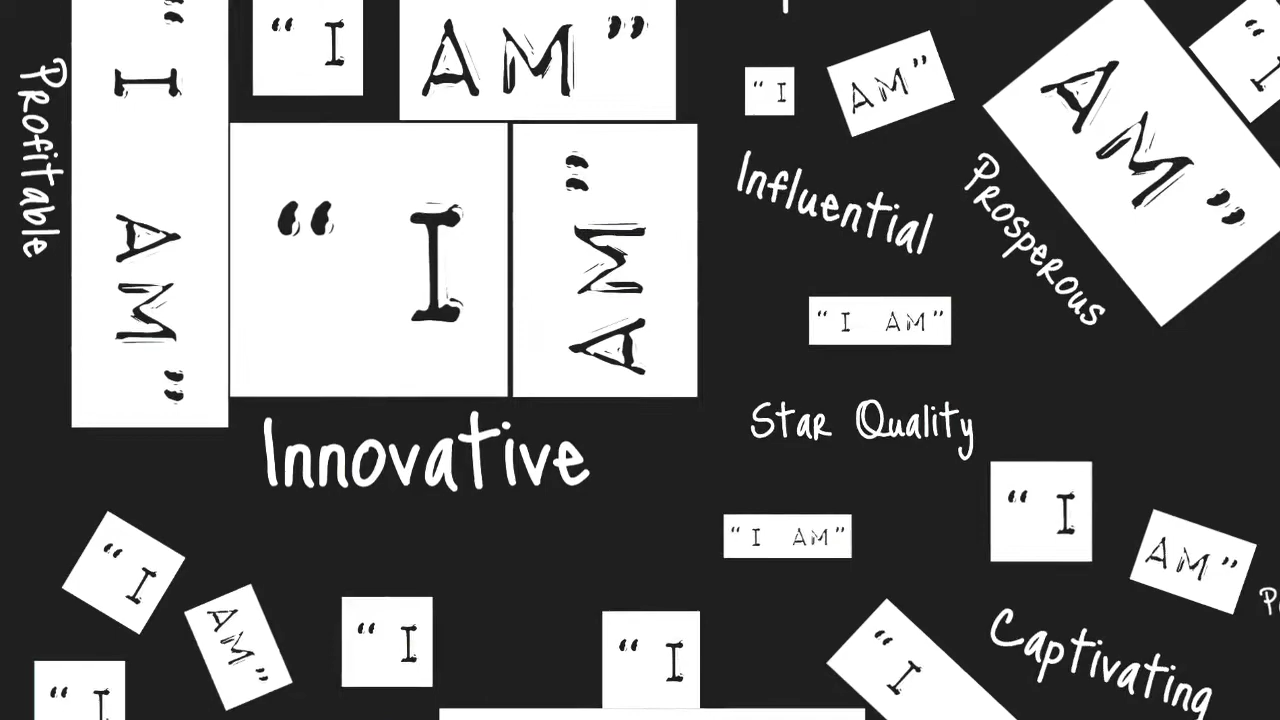 " I AM "
Profitable
" I
AM "
" I
AM "
Innovative
" I
AM "
Influential
AM "
" I
Prosperous
" I AM "
Star Quality
" I AM "
" I
AM "
Captivating
" I
AM "
" I
" I
" I
" I